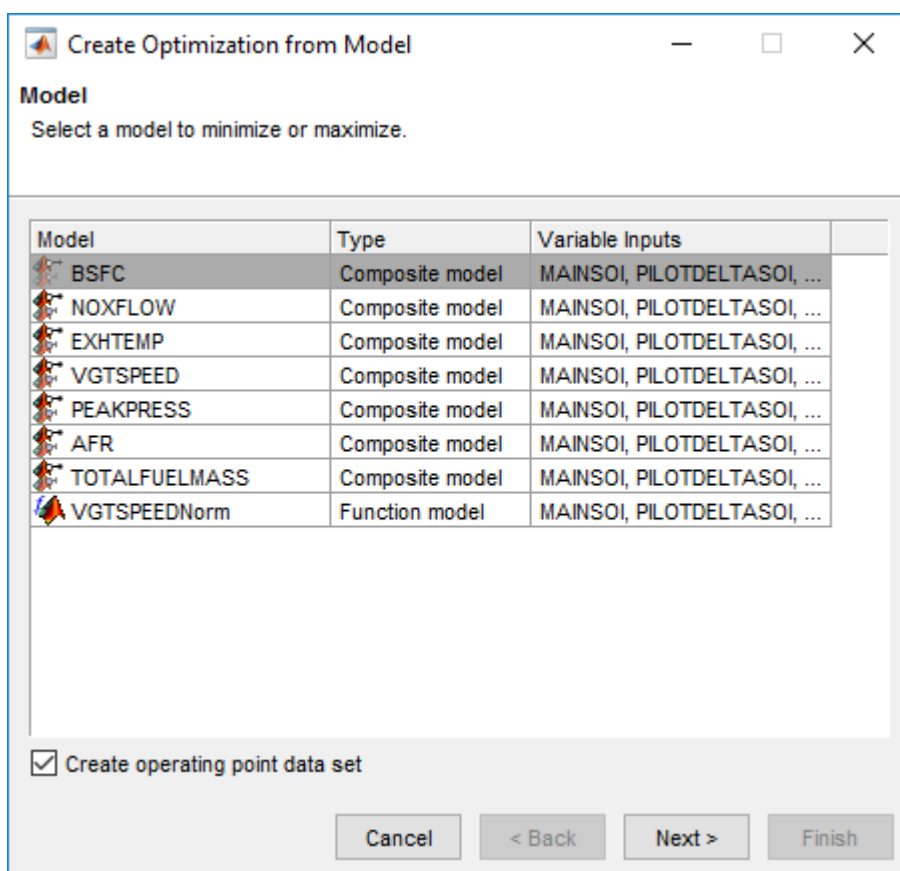 Create Optimization from Model
Model
Select a model to minimize or maximize.
Model Type Variable Inputs
BSFC Composite model MAINSOI, PILOTDELTASOI, ...
NOXFLOW Composite model MAINSOI, PILOTDELTASOI, ...
EXHTEMP Composite model MAINSOI, PILOTDELTASOI, ...
VGTSPEED Composite model MAINSOI, PILOTDELTASOI, ...
PEAKPRESS Composite model MAINSOI, PILOTDELTASOI, ...
AFR Composite model MAINSOI, PILOTDELTASOI, ...
TOTALFUELMASS Composite model MAINSOI, PILOTDELTASOI, ...
VGTSPEEDNorm Function model MAINSOI, PILOTDELTASOI, ...
Create operating point data set
Cancel < Back Next > Finish